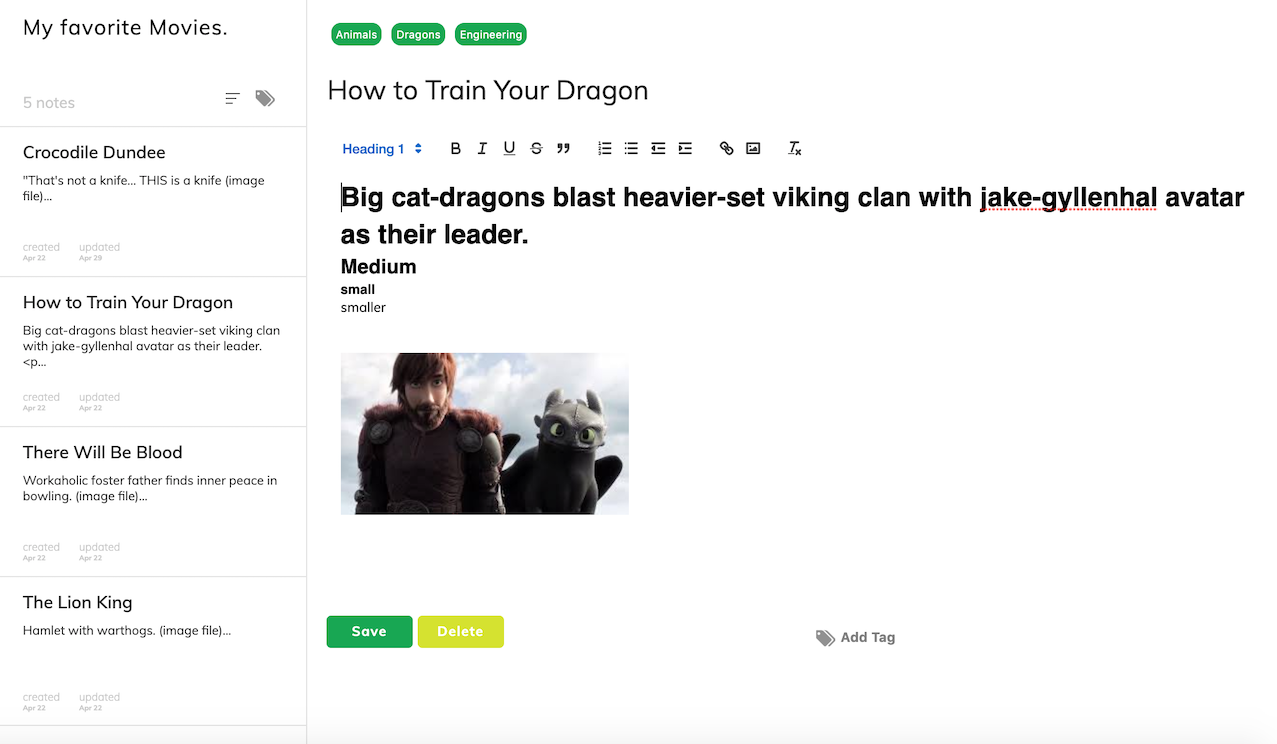 My favorite Movies.
5 notes
Crocodile Dundee
"That's not a knife... THIS is a knife (image
file)...
created updated
Apr 22 Apr 29
How to Train Your Dragon
Big cat-dragons blast heavier-set viking clan
with jake-gyllenhal avatar as their leader.
<p...
created updated
Apr 22 Apr 22
There Will Be Blood
Workaholic foster father finds inner peace in
bowling. (image file)...
created updated
Apr 22 Apr 22
The Lion King
Hamlet with warthogs. (image file)...
created updated
Apr 22 Apr 22
Animals Dragons Engineering
How to Train Your Dragon
Heading 1 B I U S
Big cat-dragons blast heavier-set viking clan with jake-gyllenhal avatar
as their leader.
Medium
small
smaller
Save Delete
Add Tag